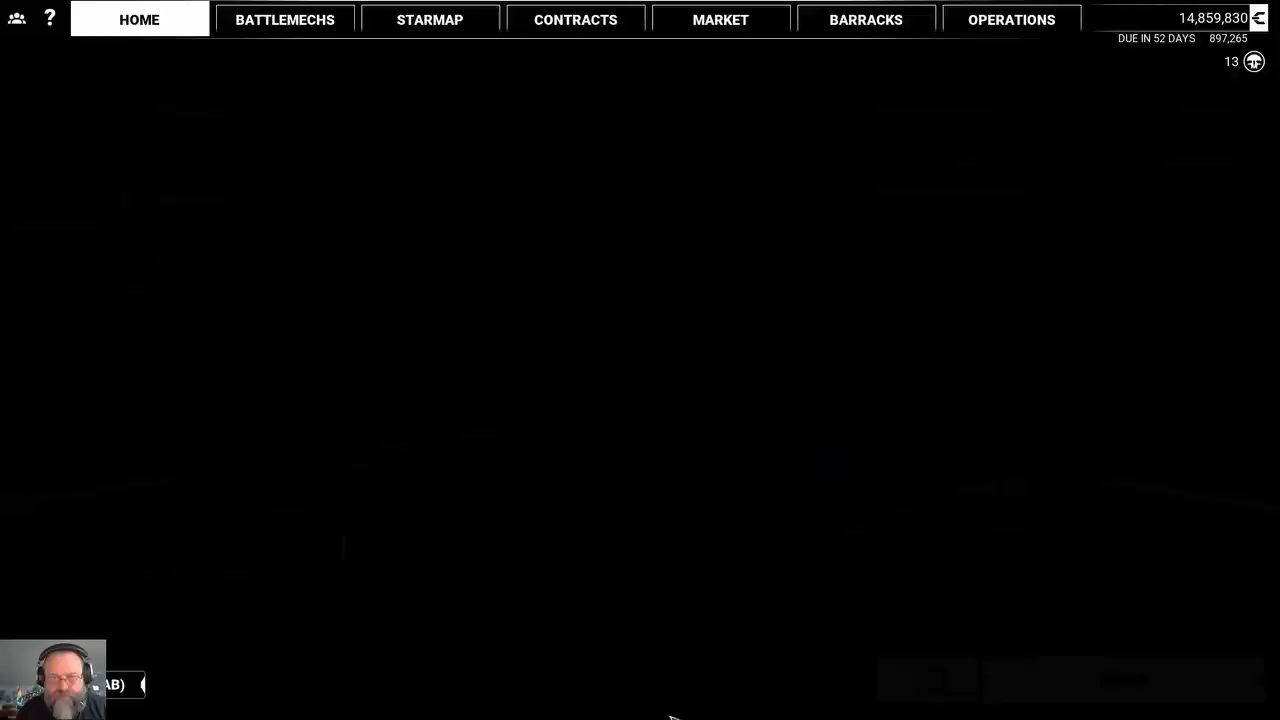 ?
HOME
BATTLEMECHS
STARMAP
CONTRACTS
MARKET
BARRACKS
OPERATIONS
14,859,830
DUE IN 52 DAYS 897,265
13
AB)